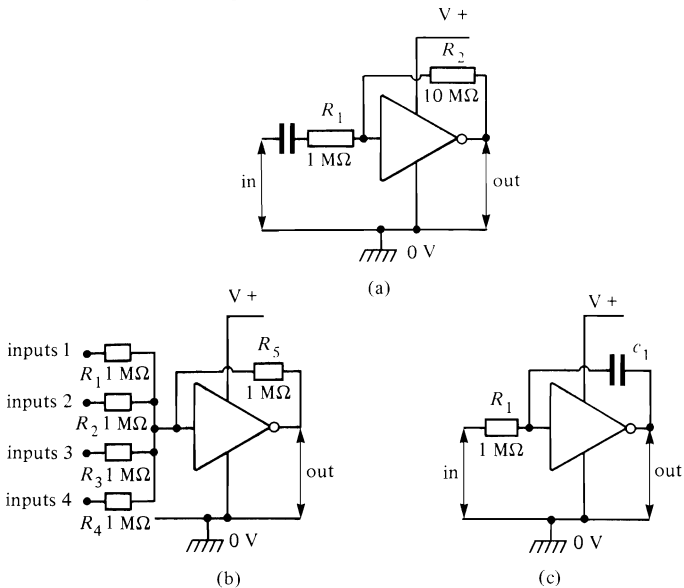 V +
R2
10 MΩ
R1
1 MΩ
in
out
0 V
(a)
V +
inputs 1
R1 1 MΩ
R5
1 MΩ
inputs 2
R2 1 MΩ
inputs 3
R3 1 MΩ
inputs 4
R4 1 MΩ
out
0 V
(b)
V +
c1
R1
1 MΩ
in
out
0 V
(c)